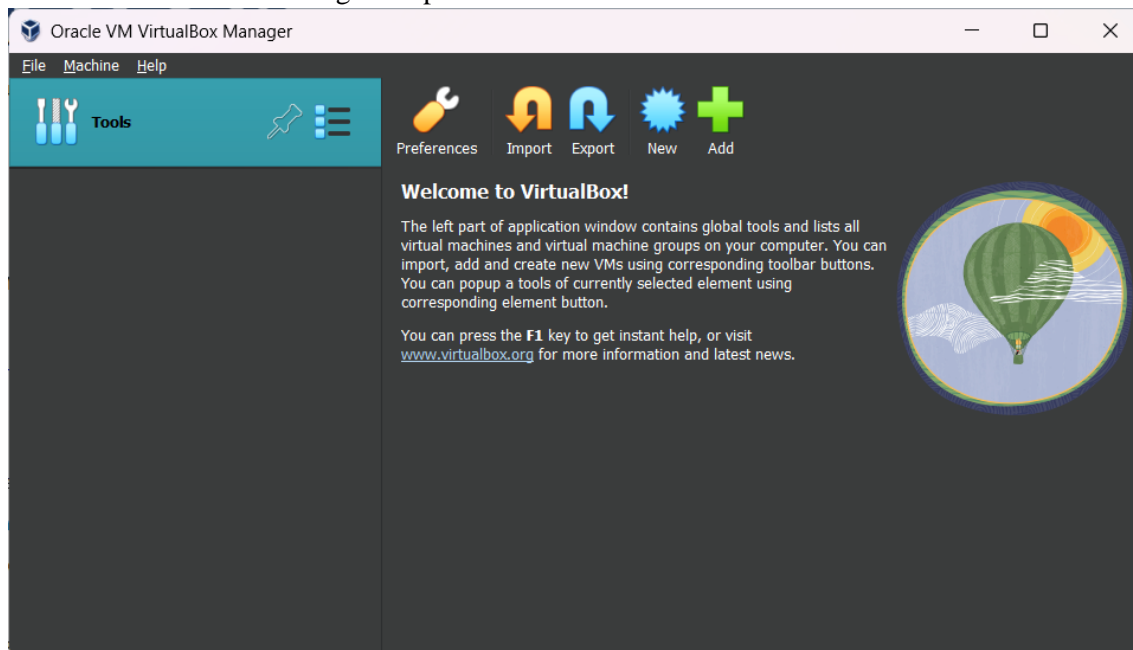 Oracle VM VirtualBox Manager
File Machine Help
Tools
Preferences Import Export New Add
Welcome to VirtualBox!
The left part of application window contains global tools and lists all
virtual machines and virtual machine groups on your computer. You can
import, add and create new VMs using corresponding toolbar buttons.
You can popup a tools of currently selected element using
corresponding element button.
You can press the F1 key to get instant help, or visit
www.virtualbox.org for more information and latest news.